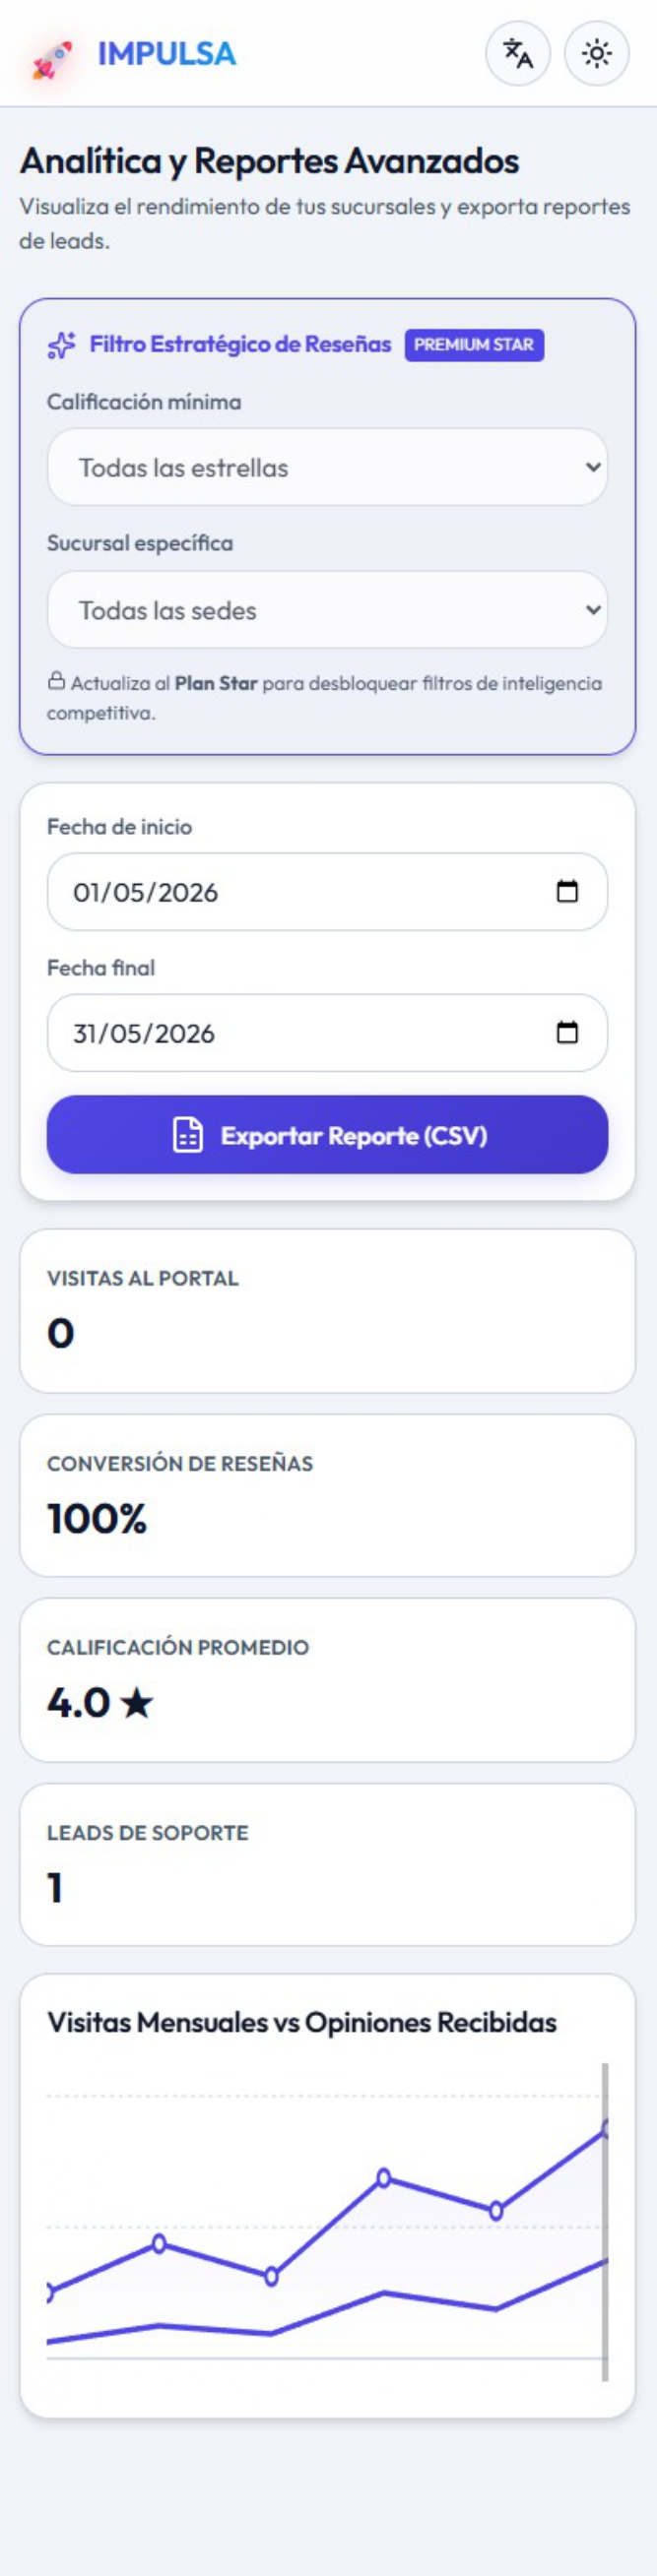 IMPULSA
Analítica y Reportes Avanzados
Visualiza el rendimiento de tus sucursales y exporta reportes
de leads.
Filtro Estratégico de Reseñas PREMIUM STAR
Calificación mínima
Todas las estrellas
Sucursal específica
Todas las sedes
Actualiza al Plan Star para desbloquear filtros de inteligencia
competitiva.
Fecha de inicio
01/05/2026
Fecha final
31/05/2026
Exportar Reporte (CSV)
VISITAS AL PORTAL
0
CONVERSIÓN DE RESEÑAS
100%
CALIFICACIÓN PROMEDIO
4.0 ★
LEADS DE SOPORTE
1
Visitas Mensuales vs Opiniones Recibidas